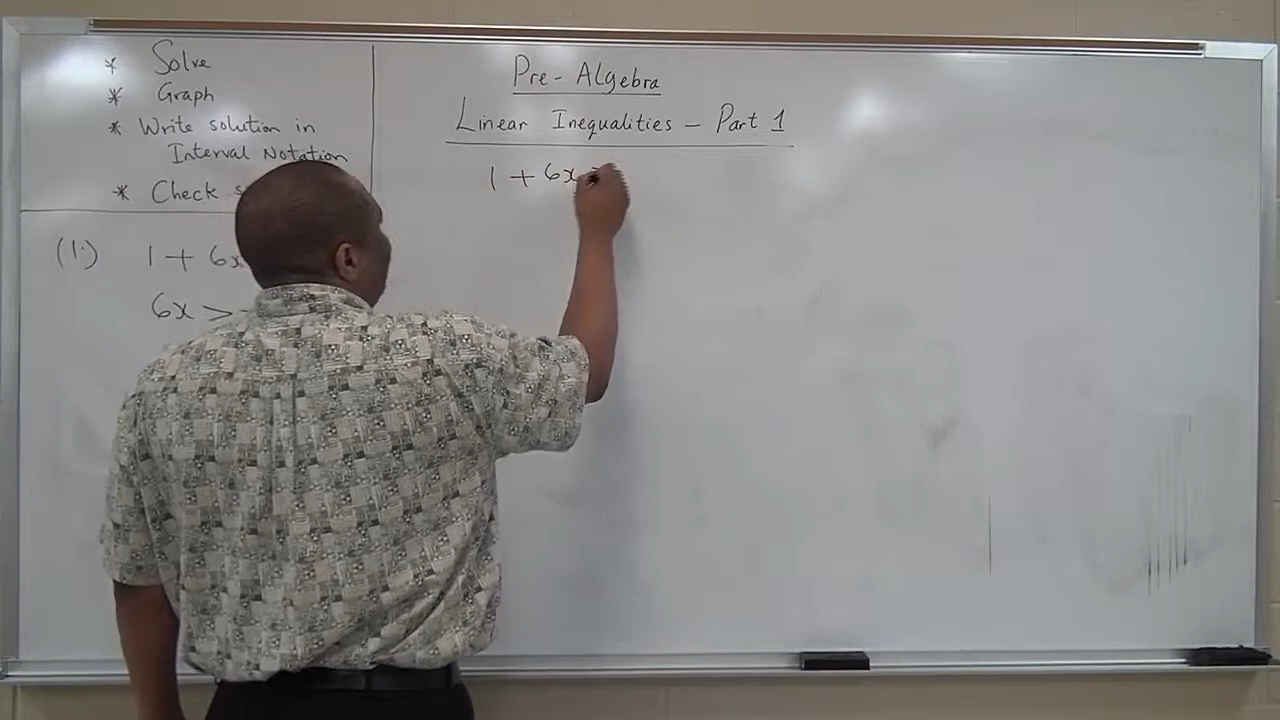 * Solve
* Graph
* Write solution in
Interval Notation
* Check
Pre-Algebra
Linear Inequalities - Part 1
1 + 6x >
(1.) 1 + 6x
6x >